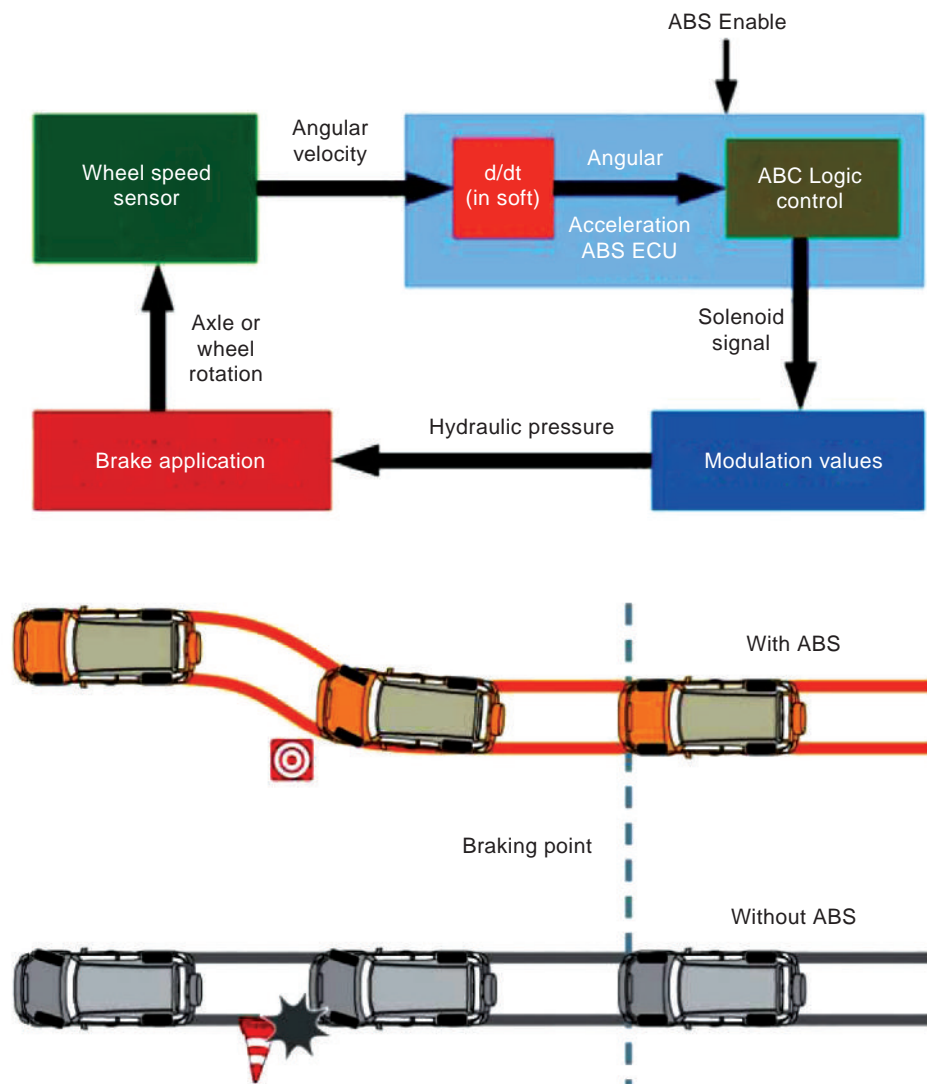 ABS Enable
Wheel speed
sensor
Angular
velocity
d/dt
(in soft)
Angular
Acceleration
ABS ECU
ABC Logic
control
Axle or
wheel
rotation
Solenoid
signal
Brake application
Hydraulic pressure
Modulation values
With ABS
Braking point
Without ABS